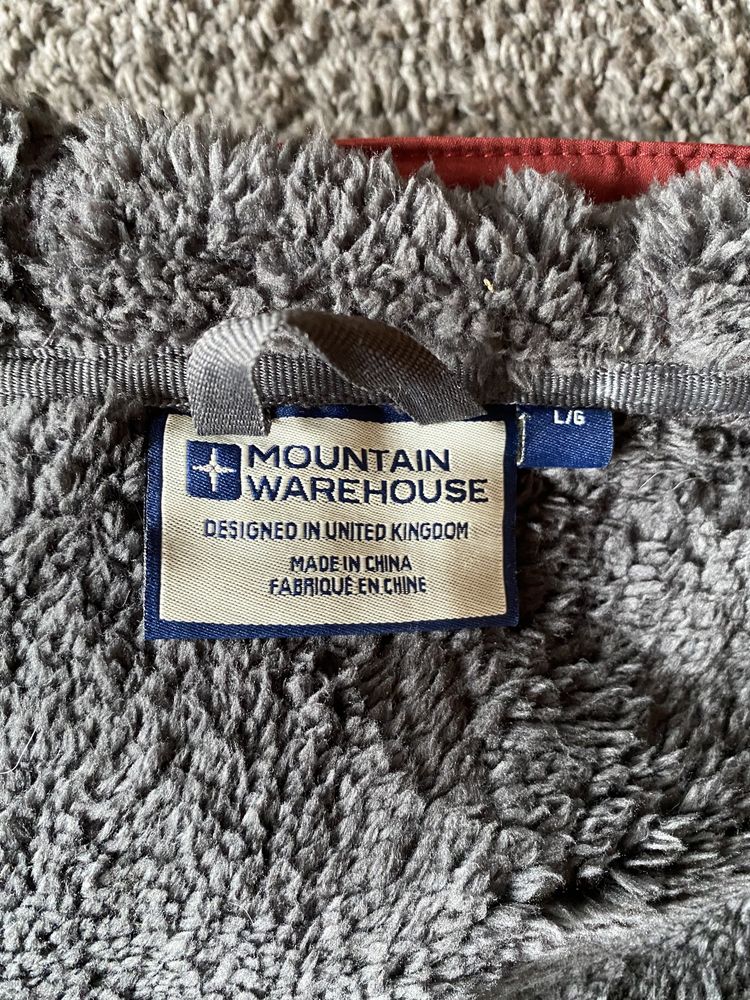 L/G
MOUNTAIN
WAREHOUSE
DESIGNED IN UNITED KINGDOM
MADE IN CHINA
FABRIQUÉ EN CHINE